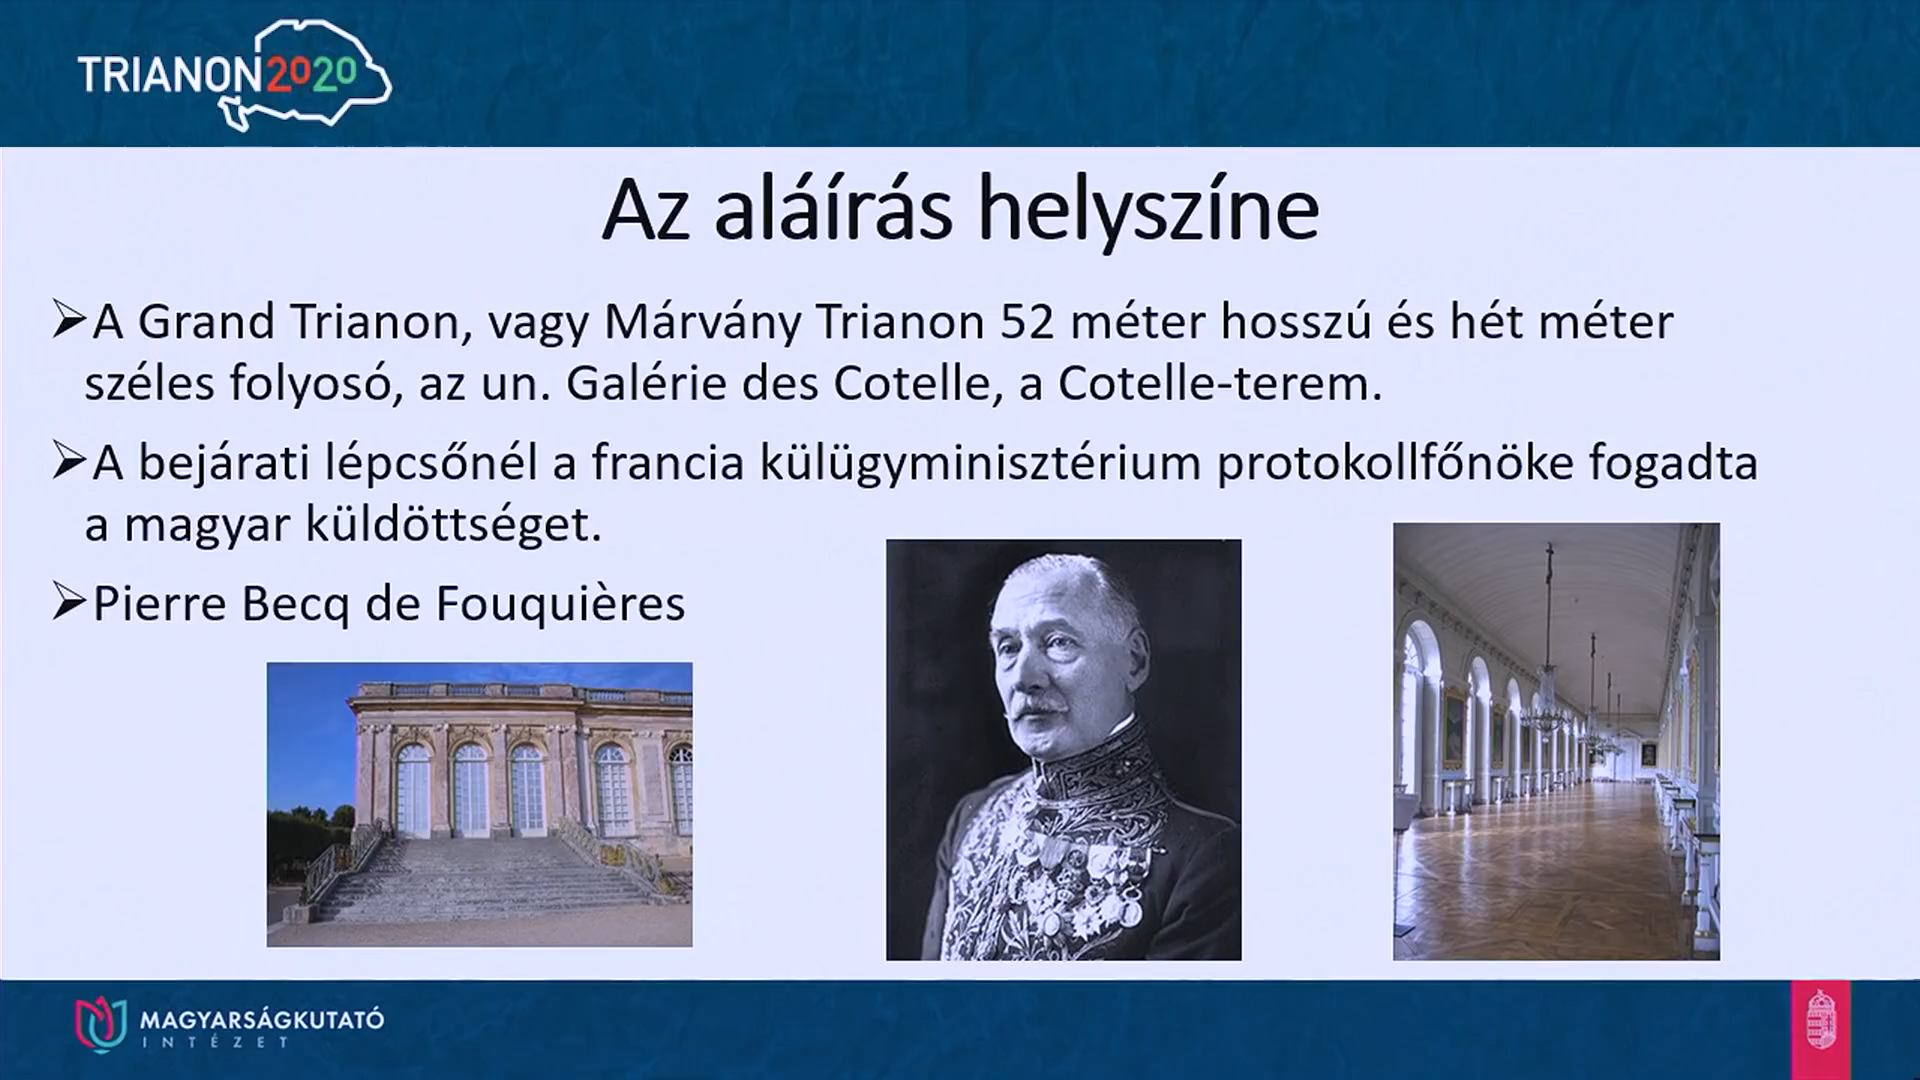 TRIANON2020
Az aláírás helyszíne
➢A Grand Trianon, vagy Márvány Trianon 52 méter hosszú és hét méter
széles folyosó, az un. Galérie des Cotelle, a Cotelle-terem.
➢A bejárati lépcsőnél a francia külügyminisztérium protokollfőnöke fogadta
a magyar küldöttséget.
➢Pierre Becq de Fouquières
MAGYARSÁGKUTATÓ
INTÉZET